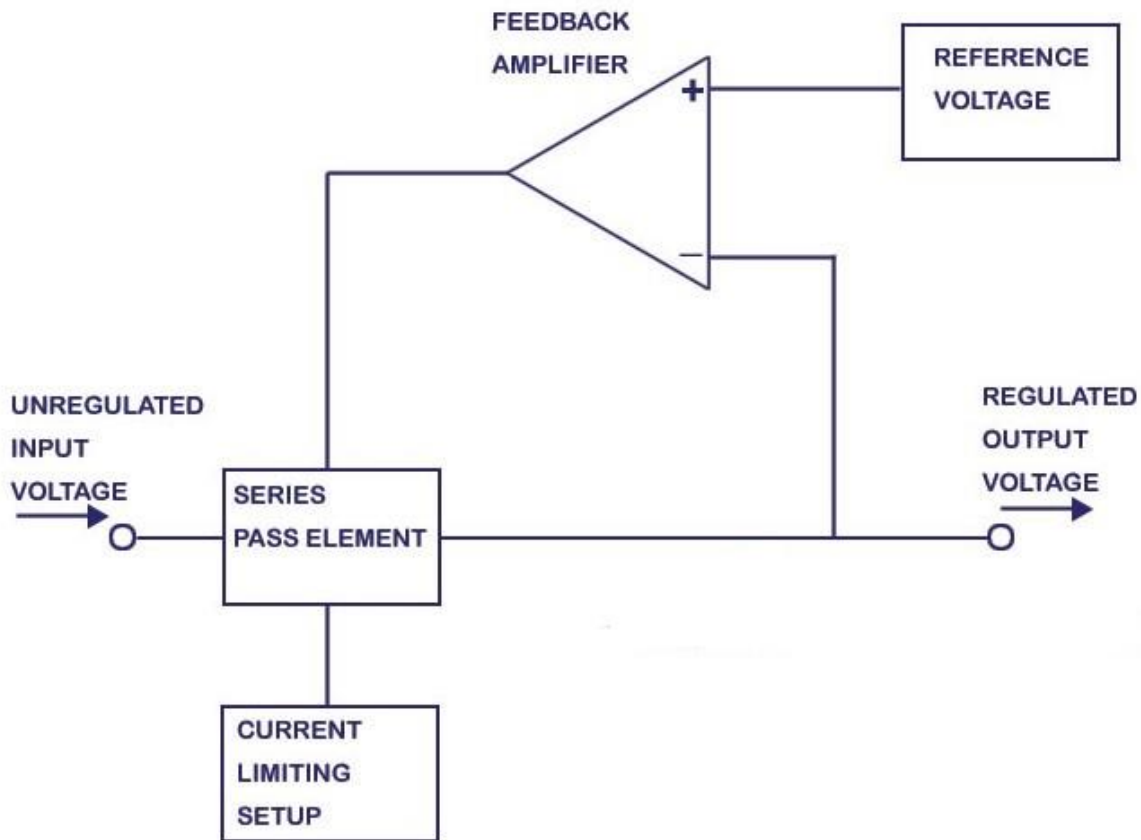 FEEDBACK
AMPLIFIER
+
−
REFERENCE
VOLTAGE
UNREGULATED
INPUT
VOLTAGE
SERIES
PASS ELEMENT
REGULATED
OUTPUT
VOLTAGE
CURRENT
LIMITING
SETUP